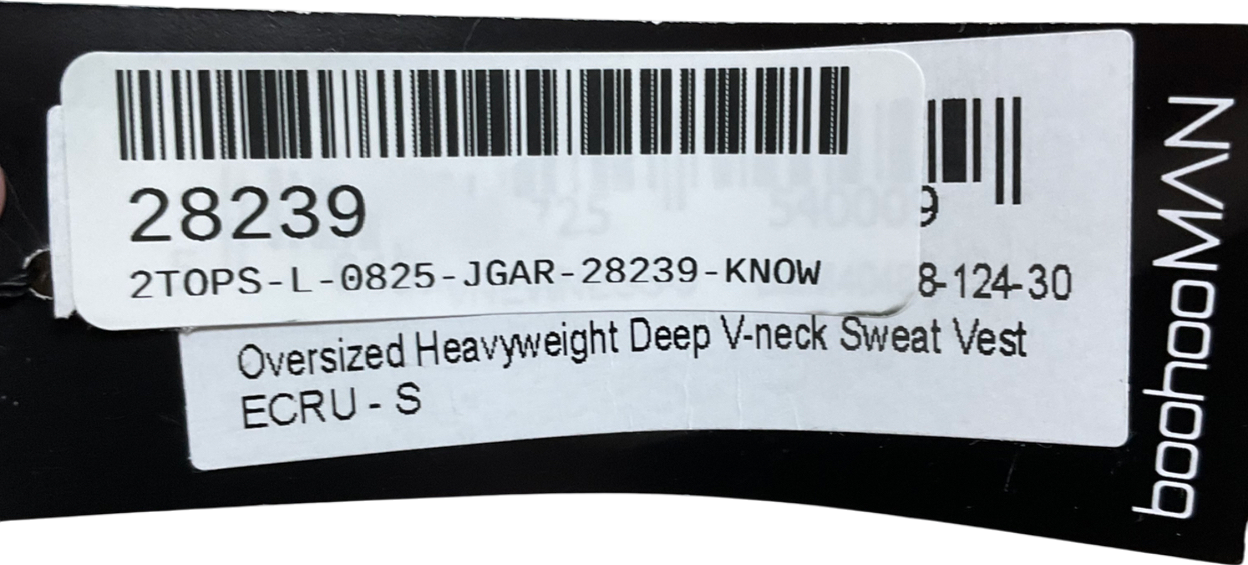 28239
2TOPS-L-0825-JGAR-28239-KNOW
9
8-124-30
Oversized Heavyweight Deep V-neck Sweat Vest
ECRU - S
boohooMAN